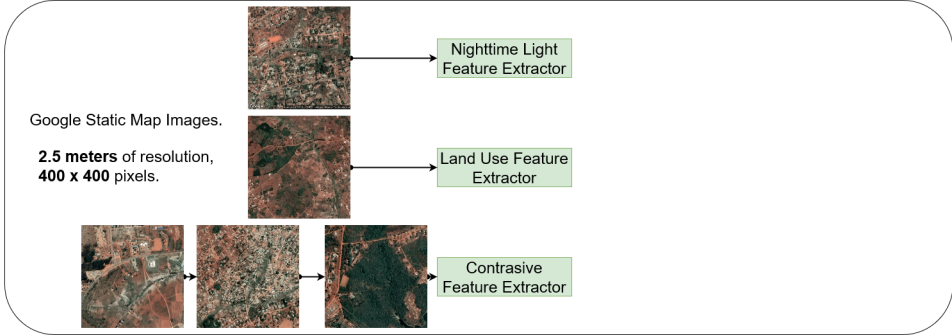 Nighttime Light
Feature Extractor
Google Static Map Images.
2.5 meters of resolution,
400 x 400 pixels.
Land Use Feature
Extractor
Contrasive
Feature Extractor